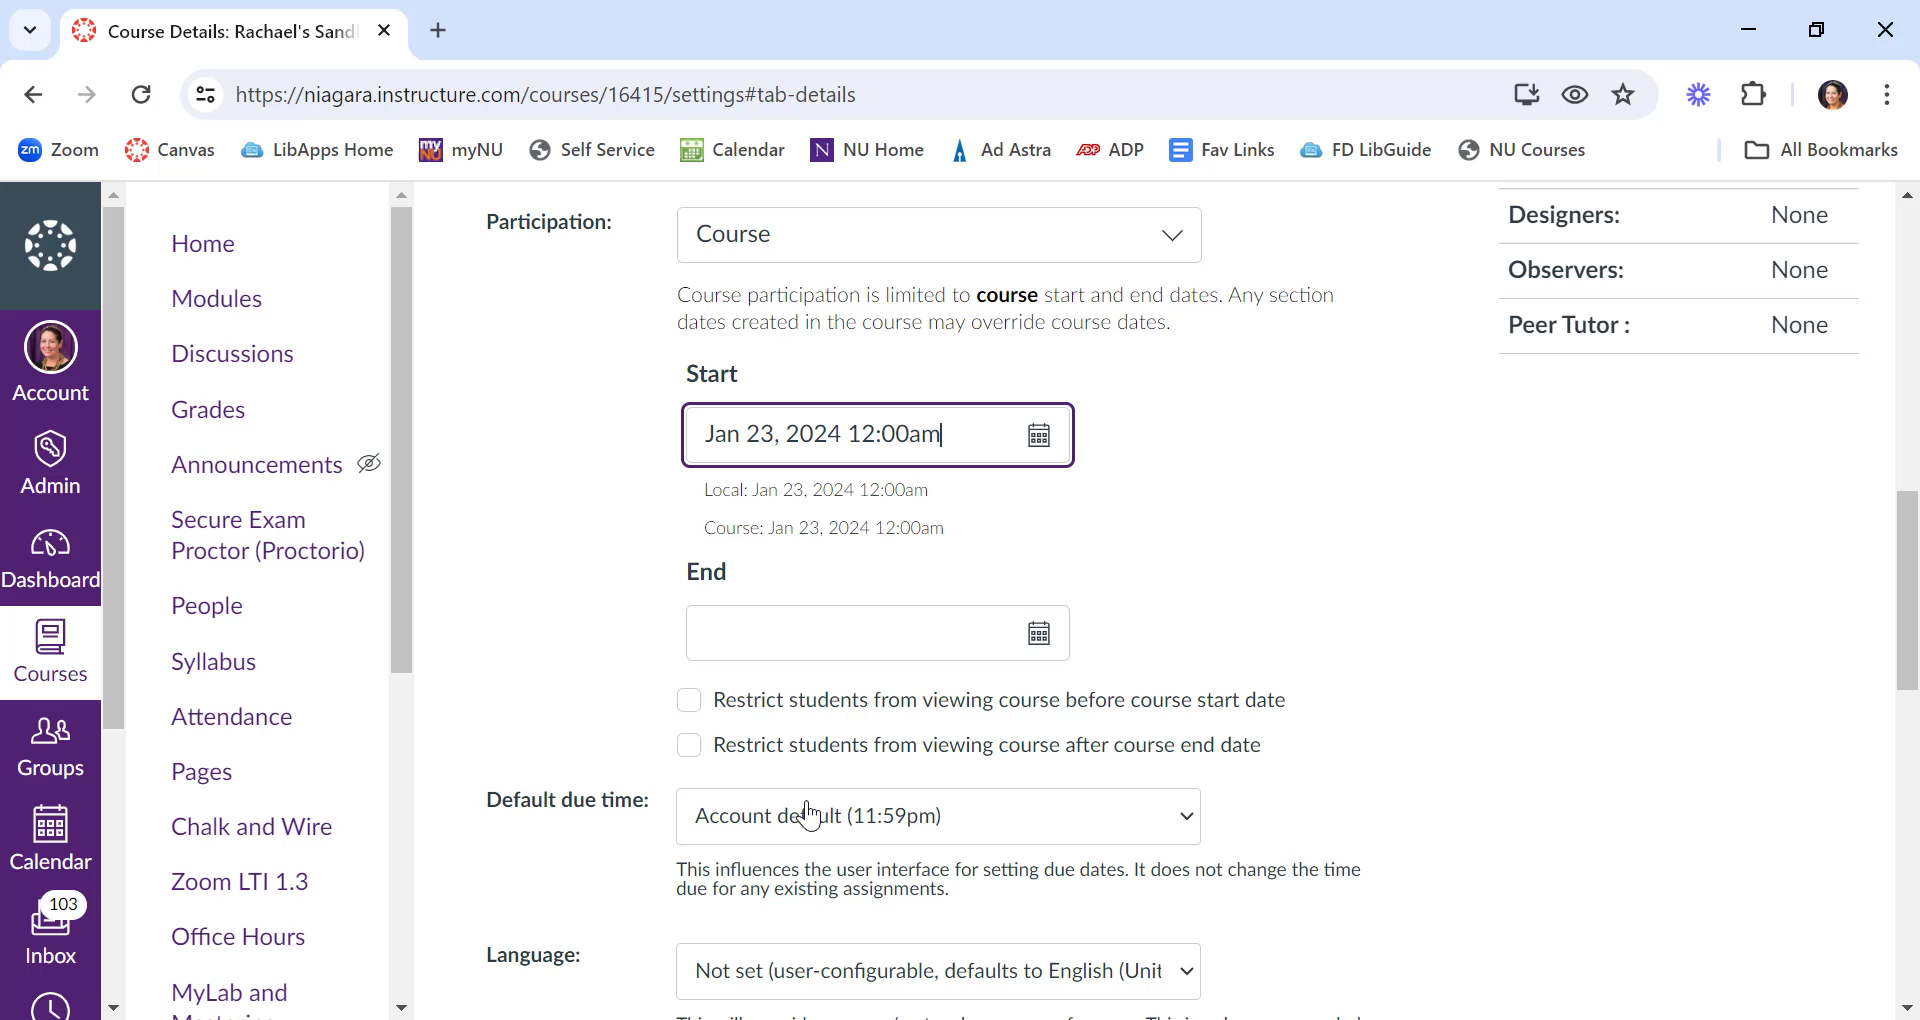 Course Details: Rachael's Sand
https://niagara.instructure.com/courses/16415/settings#tab-details
zm Zoom
Canvas
LibApps Home
my NU myNU
Self Service
Calendar
N NU Home
Ad Astra
ADP ADP
Fav Links
FD LibGuide
NU Courses
All Bookmarks
Account
Admin
Dashboard
Courses
Groups
Calendar
103
Inbox
Home
Modules
Discussions
Grades
Announcements
Secure Exam
Proctor (Proctorio)
People
Syllabus
Attendance
Pages
Chalk and Wire
Zoom LTI 1.3
Office Hours
MyLab and
Participation:
Course
Course participation is limited to course start and end dates. Any section
dates created in the course may override course dates.
Start
Jan 23, 2024 12:00am
Local: Jan 23, 2024 12:00am
Course: Jan 23, 2024 12:00am
End
Restrict students from viewing course before course start date
Restrict students from viewing course after course end date
Default due time:
Account default (11:59pm)
This influences the user interface for setting due dates. It does not change the time
due for any existing assignments.
Language:
Not set (user-configurable, defaults to English (Unit
Designers: None
Observers: None
Peer Tutor : None